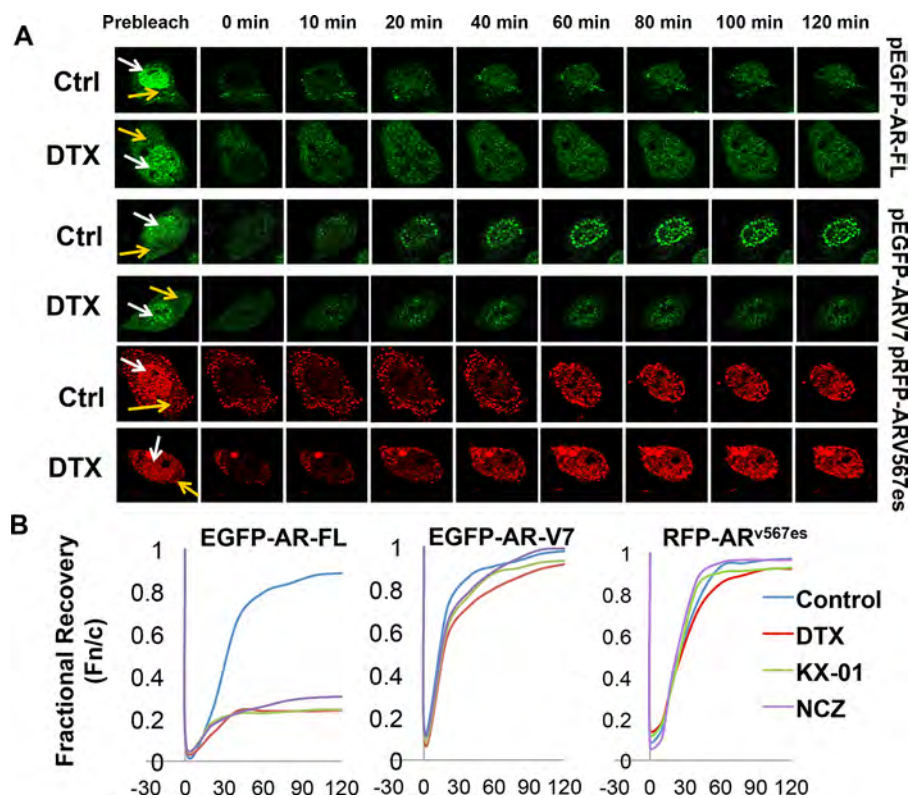 A
Prebleach 0 min 10 min 20 min 40 min 60 min 80 min 100 min 120 min
Ctrl
DTX
pEGFP-AR-FL
Ctrl
DTX
pEGFP-ARV7
Ctrl
DTX
pRFP-ARV567es
B
EGFP-AR-FL
EGFP-AR-V7
RFP-ARv567es
Fractional Recovery
(Fn/c)
1
0.8
0.6
0.4
0.2
0
-30 0 30 60 90 120
1
0.8
0.6
0.4
0.2
0
-30 0 30 60 90 120
1
0.8
0.6
0.4
0.2
0
-30 0 30 60 90 120
Control
DTX
KX-01
NCZ